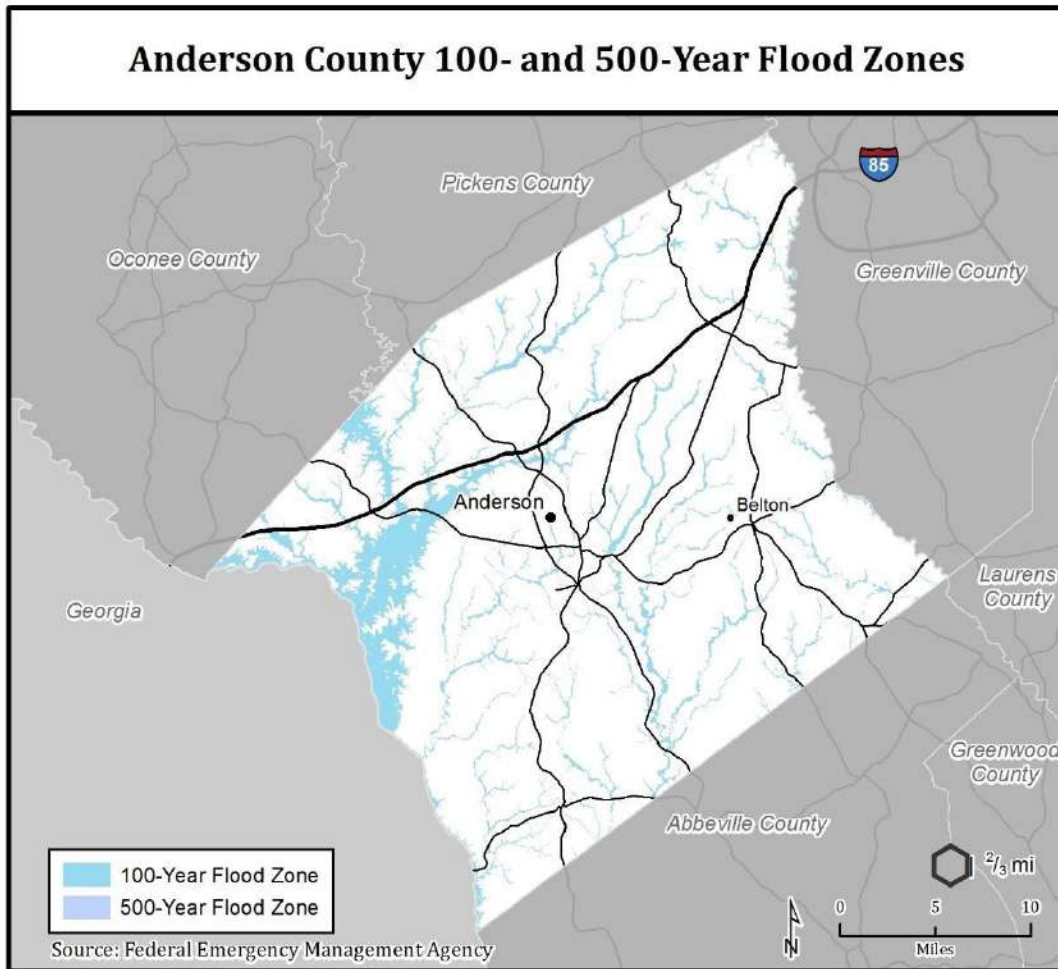 Anderson County 100- and 500-Year Flood Zones
85
Pickens County
Oconee County
Greenville County
Anderson
Belton
Georgia
Laurens
County
Greenwood
County
Abbeville County
2/3 mi
100-Year Flood Zone
500-Year Flood Zone
Source: Federal Emergency Management Agency
N
0 5 10
Miles